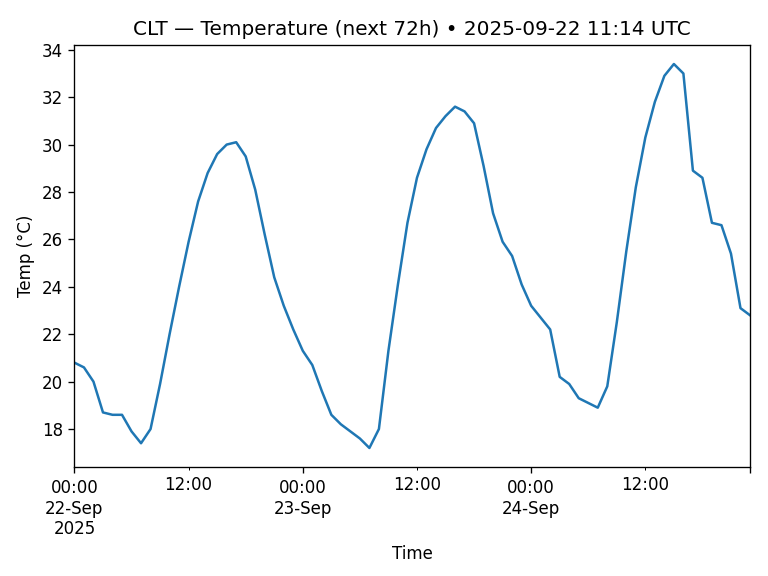 CLT — Temperature (next 72h) • 2025-09-22 11:14 UTC
34
32
30
28
26
24
22
20
18
Temp (°C)
00:00 12:00 00:00 12:00 00:00 12:00
22-Sep 23-Sep 24-Sep
2025
Time